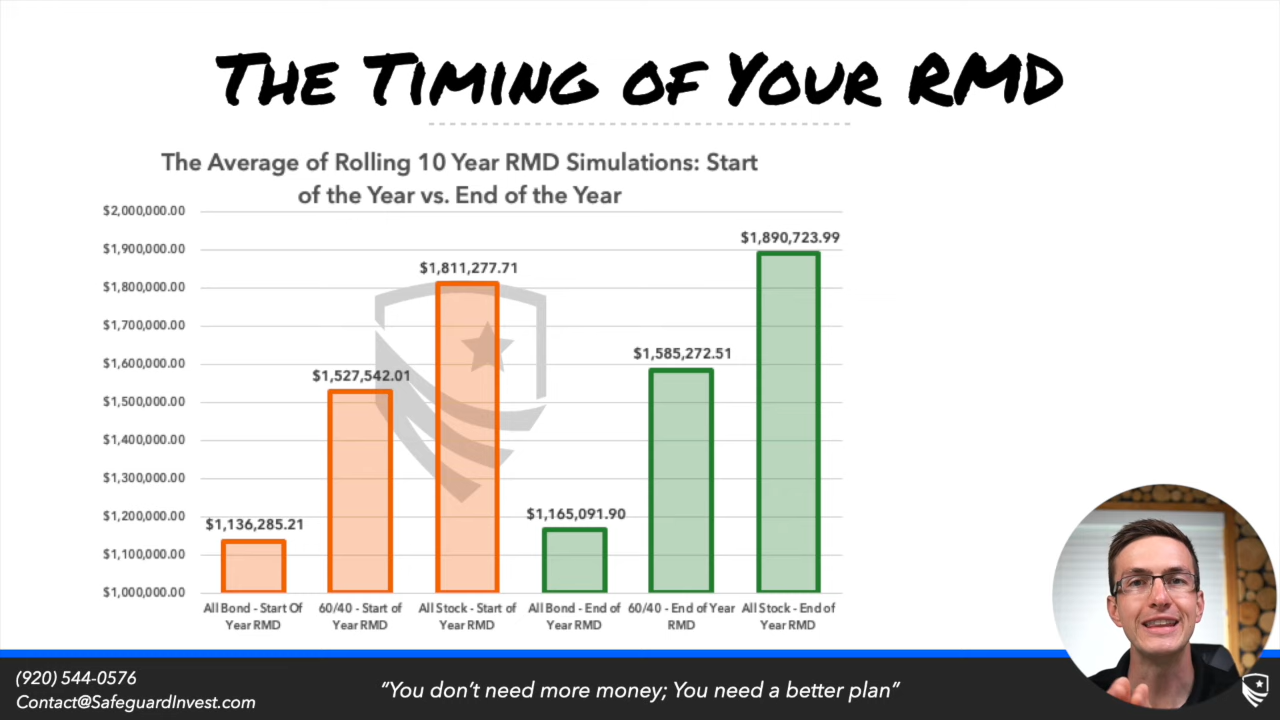 The Timing of Your RMD
The Average of Rolling 10 Year RMD Simulations: Start
of the Year vs. End of the Year
$2,000,000.00
$1,900,000.00
$1,800,000.00
$1,700,000.00
$1,600,000.00
$1,500,000.00
$1,400,000.00
$1,300,000.00
$1,200,000.00
$1,100,000.00
$1,000,000.00
$1,136,285.21
$1,527,542.01
$1,811,277.71
$1,165,091.90
$1,585,272.51
$1,890,723.99
All Bond - Start Of
Year RMD
60/40 - Start of
Year RMD
All Stock - Start of
Year RMD
All Bond - End of
Year RMD
60/40 - End of Year
RMD
All Stock - End of
Year RMD
(920) 544-0576
Contact@SafeguardInvest.com
"You don't need more money; You need a better plan"